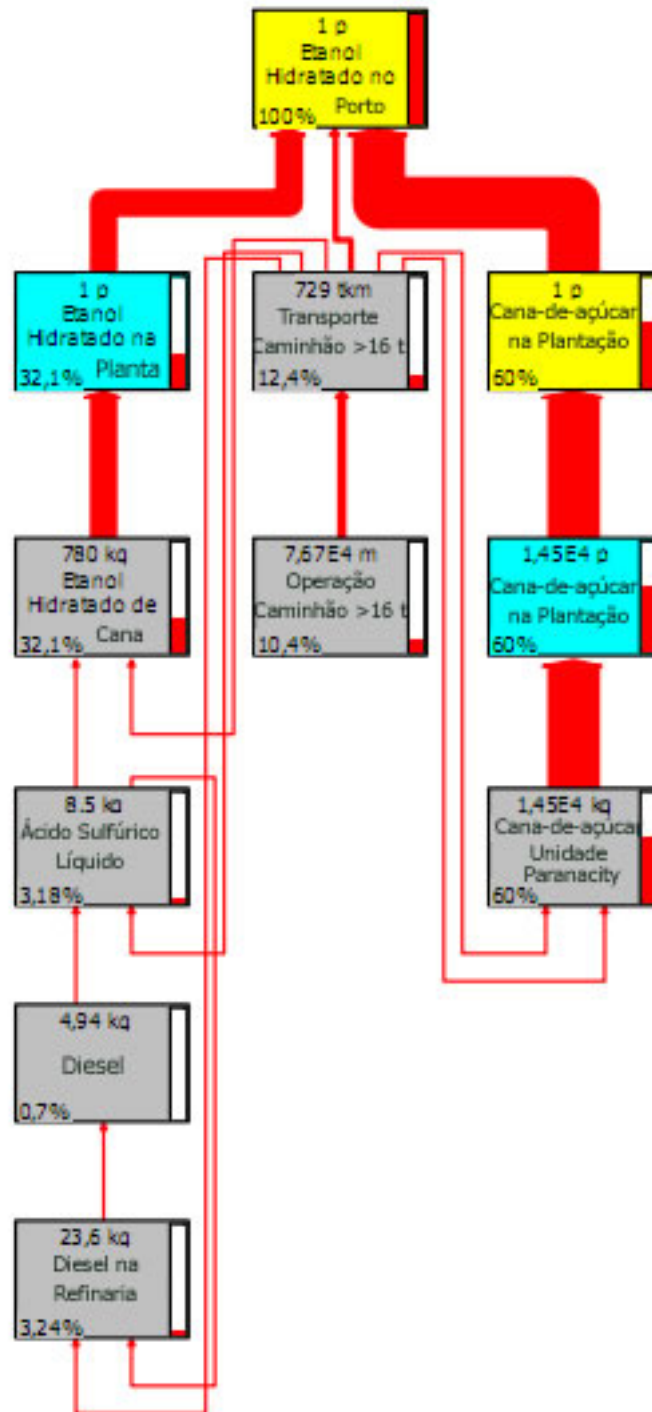 1 p
Etanol
Hidratado no
Porto
100%
1 p
Etanol
Hidratado na
Planta
32,1%
729 tkm
Transporte
Caminhão >16 t
12,4%
1 p
Cana-de-açúcar
na Plantação
60%
780 kg
Etanol
Hidratado de
Cana
32,1%
7,67E4 m
Operação
Caminhão >16 t
10,4%
1,45E4 p
Cana-de-açúcar
na Plantação
60%
8.5 kg
Ácido Sulfúrico
Líquido
3,18%
1,45E4 kg
Cana-de-açúca
Unidade
Paranacity
60%
4,94 kg
Diesel
0,7%
23,6 kg
Diesel na
Refinaria
3,24%